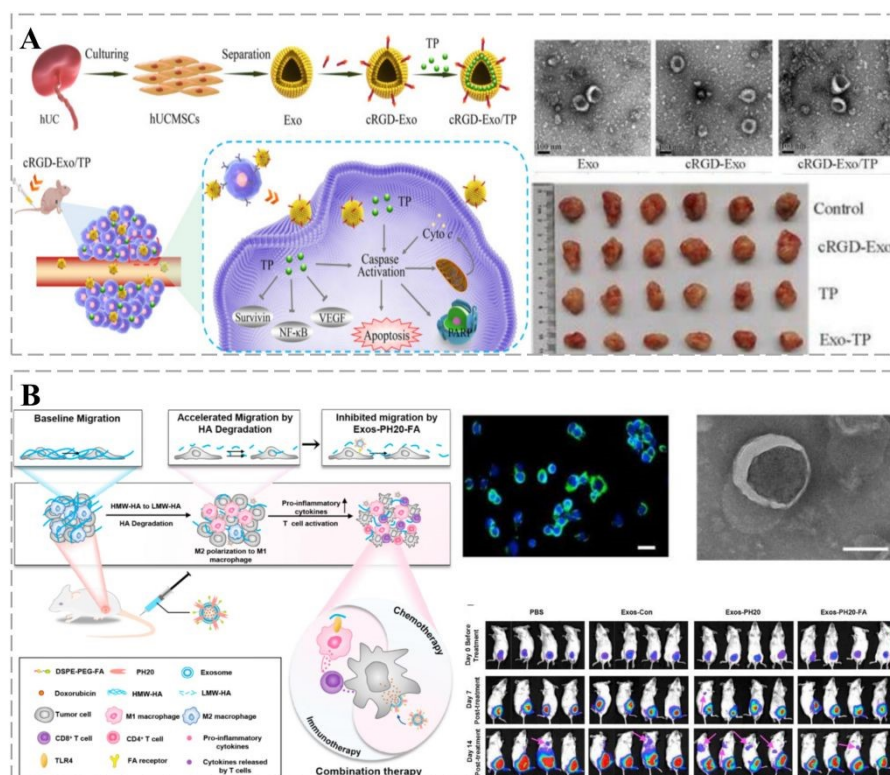 A
Culturing
Separation
TP
hUC
hUCMSCs
Exo
cRGD-Exo
cRGD-Exo/TP
Exo
cRGD-Exo
cRGD-Exo/TP
cRGD-Exo/TP
TP
Cyto c
TP
Caspase
Activation
Survivin
NF-κB
VEGF
Apoptosis
PARP
Control
cRGD-Exo
TP
Exo-TP
B
Baseline Migration
Accelerated Migration by
HA Degradation
Inhibited migration by
Exos-PH20-FA
HMW-HA to LMW-HA
HA Degradation
Pro-inflammatory
cytokines
T cell activation
M2 polarization to M1
macrophage
Chemotherapy
Immunotherapy
Combination therapy
DSPE-PEG-FA
PH20
Exosome
Doxorubicin
HMW-HA
LMW-HA
Tumor cell
M1 macrophage
M2 macrophage
CD8⁺ T cell
CD4⁺ T cell
Pro-inflammatory
cytokines
TLR4
FA receptor
Cytokines released
by T cells
PBS
Exos-Con
Exos-PH20
Exos-PH20-FA
Day 0 Before
Treatment
Day 7
Post-treatment
Day 14
Post-treatment